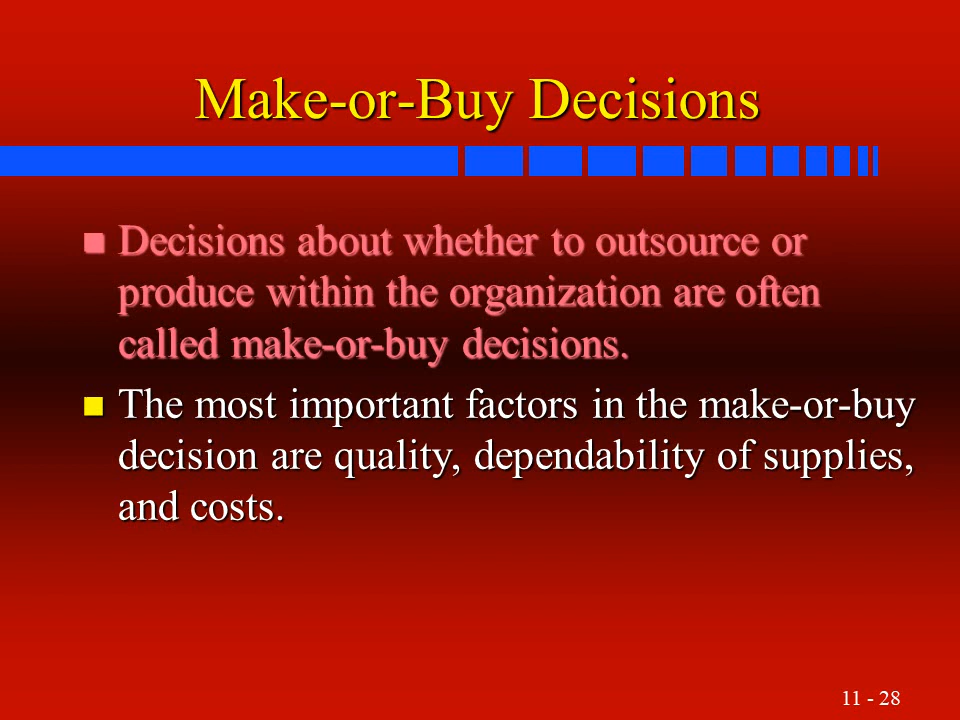 Make-or-Buy Decisions
Decisions about whether to outsource or
produce within the organization are often
called make-or-buy decisions.
The most important factors in the make-or-buy
decision are quality, dependability of supplies,
and costs.
11 - 28